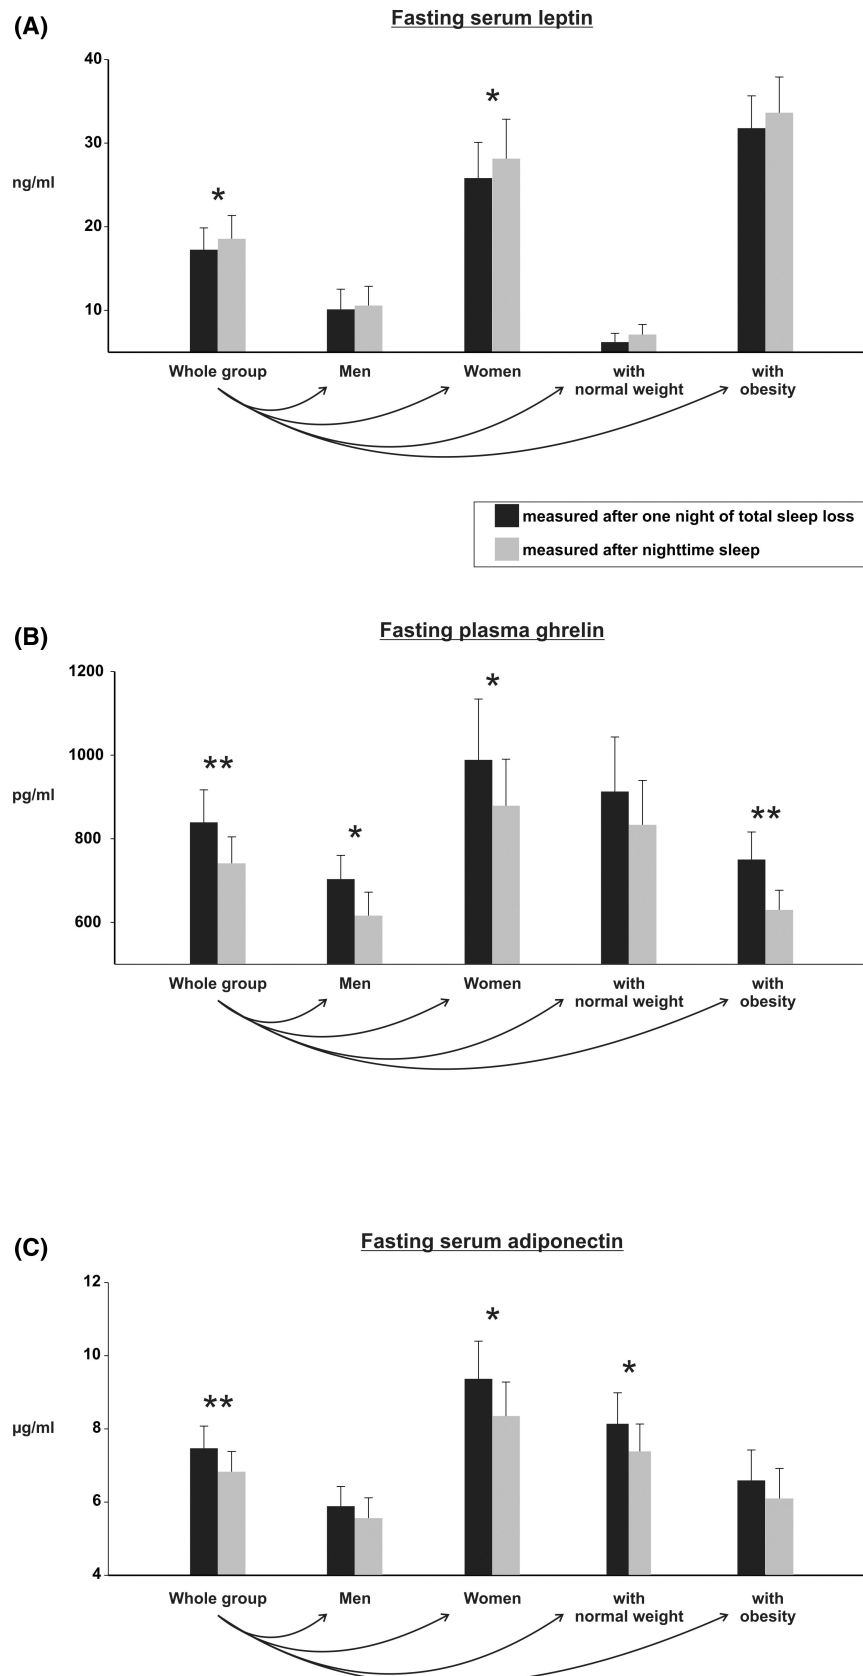 (A)
Fasting serum leptin
40
30
ng/ml
20
10
* *
Whole group Men Women with normal weight with obesity
measured after one night of total sleep loss
measured after nighttime sleep
(B)
Fasting plasma ghrelin
1200
1000
pg/ml
800
600
** * * **
Whole group Men Women with normal weight with obesity
(C)
Fasting serum adiponectin
12
10
µg/ml
8
6
4
** * *
Whole group Men Women with normal weight with obesity